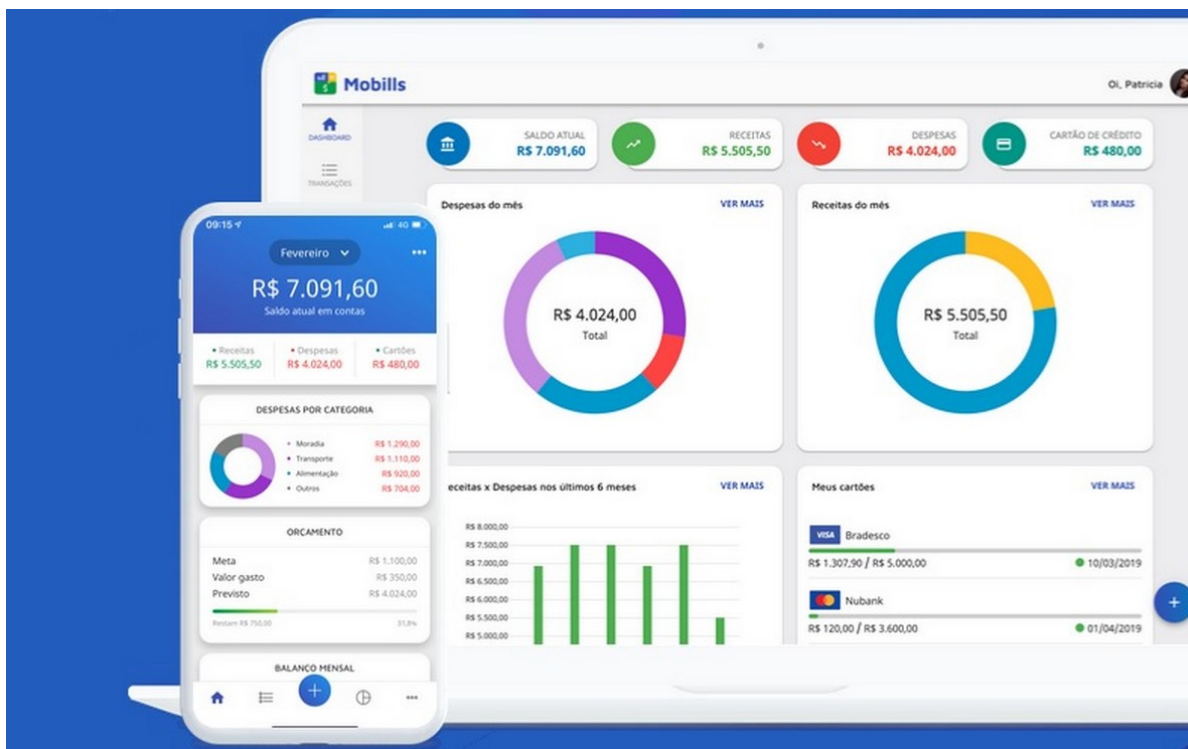 Mobills
Oi, Patricia
DASHBOARD
TRANSAÇÕES
SALDO ATUAL
R$ 7.091,60
RECEITAS
R$ 5.505,50
DESPESAS
R$ 4.024,00
CARTÃO DE CRÉDITO
R$ 480,00
Despesas do mês
VER MAIS
R$ 4.024,00
Total
Receitas do mês
VER MAIS
R$ 5.505,50
Total
eceitas x Despesas nos últimos 6 meses
VER MAIS
R$ 8.000,00
R$ 7.500,00
R$ 7.000,00
R$ 6.500,00
R$ 6.000,00
R$ 5.500,00
R$ 5.000,00
Meus cartões
VER MAIS
VISA Bradesco
R$ 1.307,90 / R$ 5.000,00 10/03/2019
Nubank
R$ 120,00 / R$ 3.600,00 01/04/2019
09:15 4G
Fevereiro
R$ 7.091,60
Saldo atual em contas
Receitas Despesas Cartões
R$ 5.505,50 R$ 4.024,00 R$ 480,00
DESPESAS POR CATEGORIA
Moradia R$ 1.290,00
Transporte R$ 1.110,00
Alimentação R$ 920,00
Outros R$ 704,00
ORÇAMENTO
Meta R$ 1.100,00
Valor gasto R$ 350,00
Previsto R$ 4.024,00
Restam R$ 750,00 31,8%
BALANÇO MENSAL